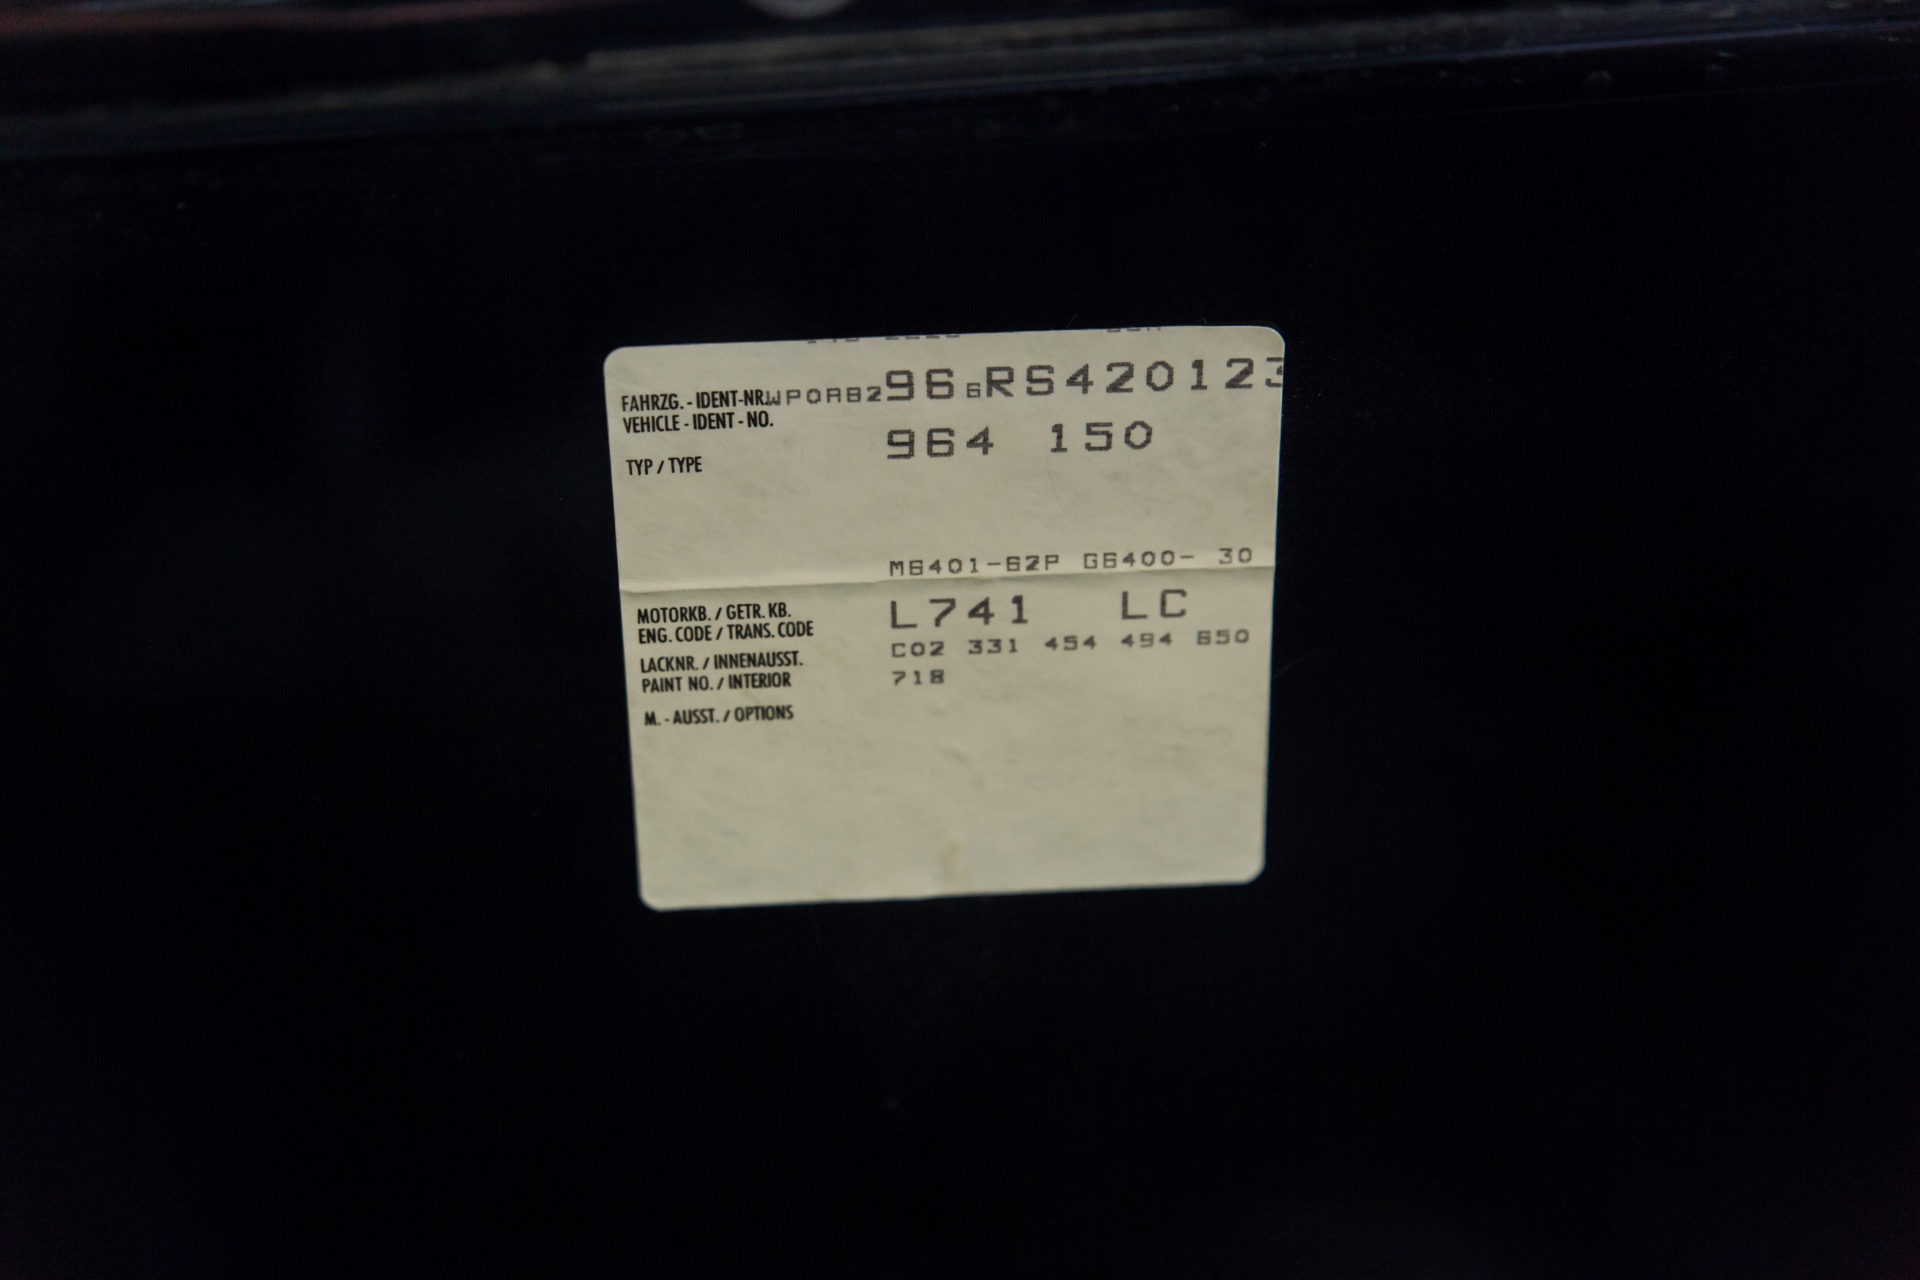 FAHRZG. - IDENT-NR. WP0AB296 6RS420123
VEHICLE - IDENT - NO.
TYP / TYPE 964 150
M6401-62P G6400- 30
MOTORKB. / GETR. KB. L741 LC
ENG. CODE / TRANS. CODE
C02 331 454 494 650
LACKNR. / INNENAUSST.
PAINT NO. / INTERIOR 718
M. - AUSST. / OPTIONS